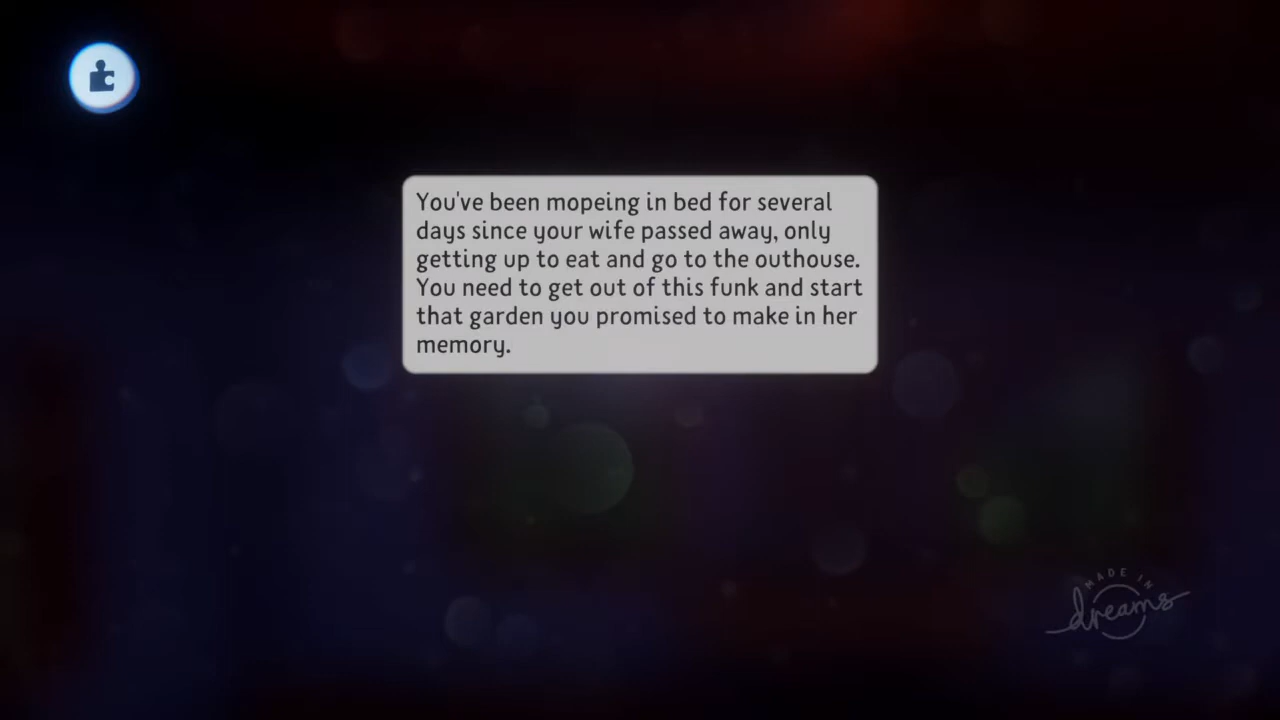 You've been mopeing in bed for several
days since your wife passed away, only
getting up to eat and go to the outhouse.
You need to get out of this funk and start
that garden you promised to make in her
memory.
MADE IN
dreams